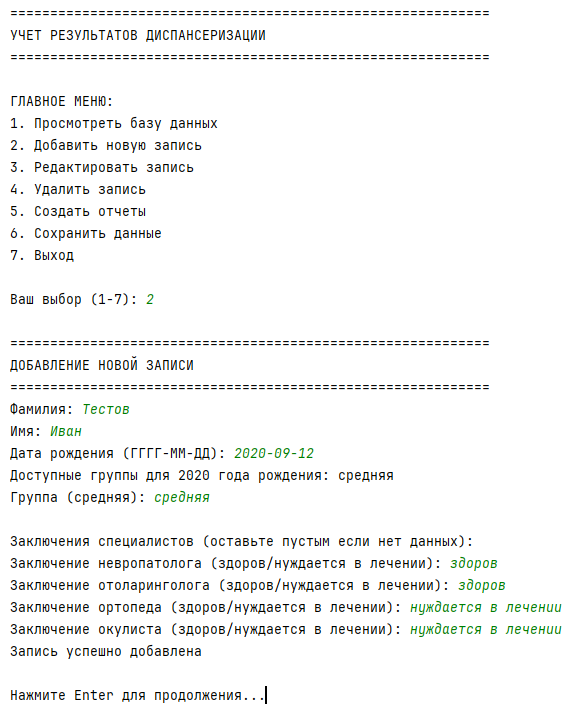 ============================================================
УЧЕТ РЕЗУЛЬТАТОВ ДИСПАНСЕРИЗАЦИИ
============================================================
ГЛАВНОЕ МЕНЮ:
1. Просмотреть базу данных
2. Добавить новую запись
3. Редактировать запись
4. Удалить запись
5. Создать отчеты
6. Сохранить данные
7. Выход
Ваш выбор (1-7): 2
============================================================
ДОБАВЛЕНИЕ НОВОЙ ЗАПИСИ
============================================================
Фамилия: Тестов
Имя: Иван
Дата рождения (ГГГГ-ММ-ДД): 2020-09-12
Доступные группы для 2020 года рождения: средняя
Группа (средняя): средняя
Заключения специалистов (оставьте пустым если нет данных):
Заключение невропатолога (здоров/нуждается в лечении): здоров
Заключение отоларинголога (здоров/нуждается в лечении): здоров
Заключение ортопеда (здоров/нуждается в лечении): нуждается в лечении
Заключение окулиста (здоров/нуждается в лечении): нуждается в лечении
Запись успешно добавлена
Нажмите Enter для продолжения...